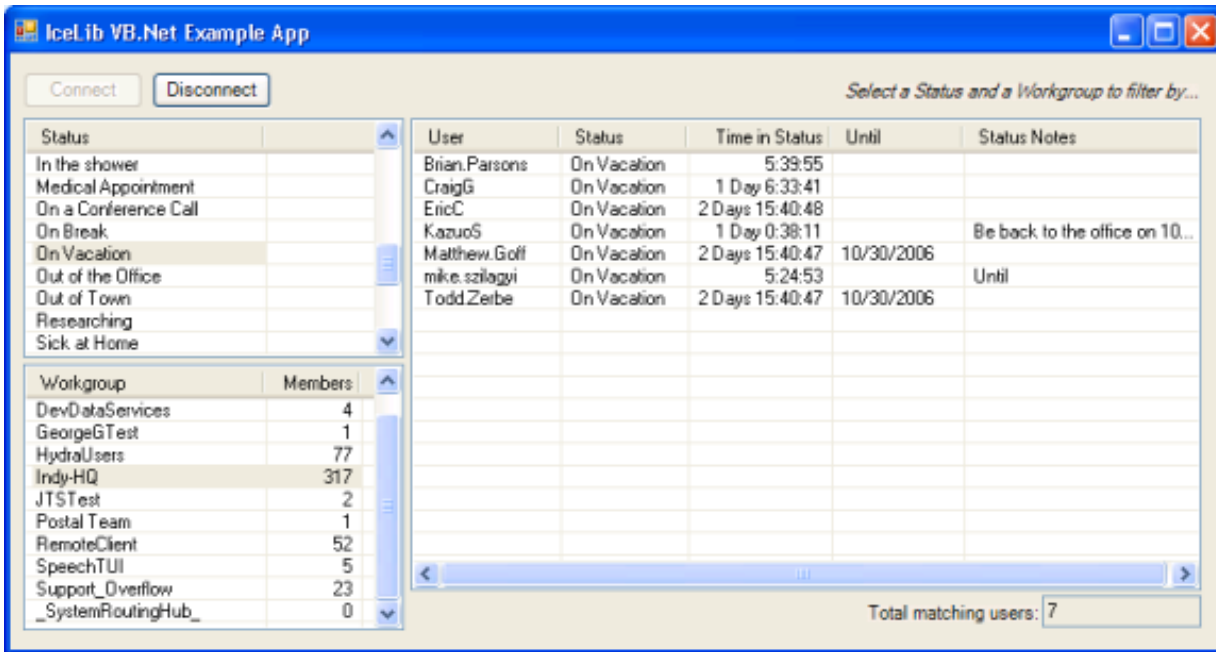 IceLib VB.Net Example App
Connect Disconnect Select a Status and a Workgroup to filter by...
Status
In the shower
Medical Appointment
On a Conference Call
On Break
On Vacation
Out of the Office
Out of Town
Researching
Sick at Home
Workgroup Members
DevDataServices 4
GeorgeGTest 1
HydraUsers 77
Indy-HQ 317
JTSTest 2
Postal Team 1
RemoteClient 52
SpeechTUI 5
Support_Overflow 23
_SystemRoutingHub_ 0
User Status Time in Status Until Status Notes
Brian.Parsons On Vacation 5:39:55
CraigG On Vacation 1 Day 6:33:41
EricC On Vacation 2 Days 15:40:48
KazuoS On Vacation 1 Day 0:38:11 Be back to the office on 10...
Matthew.Goff On Vacation 2 Days 15:40:47 10/30/2006
mike.szilagyi On Vacation 5:24:53 Until
Todd.Zerbe On Vacation 2 Days 15:40:47 10/30/2006
Total matching users: 7